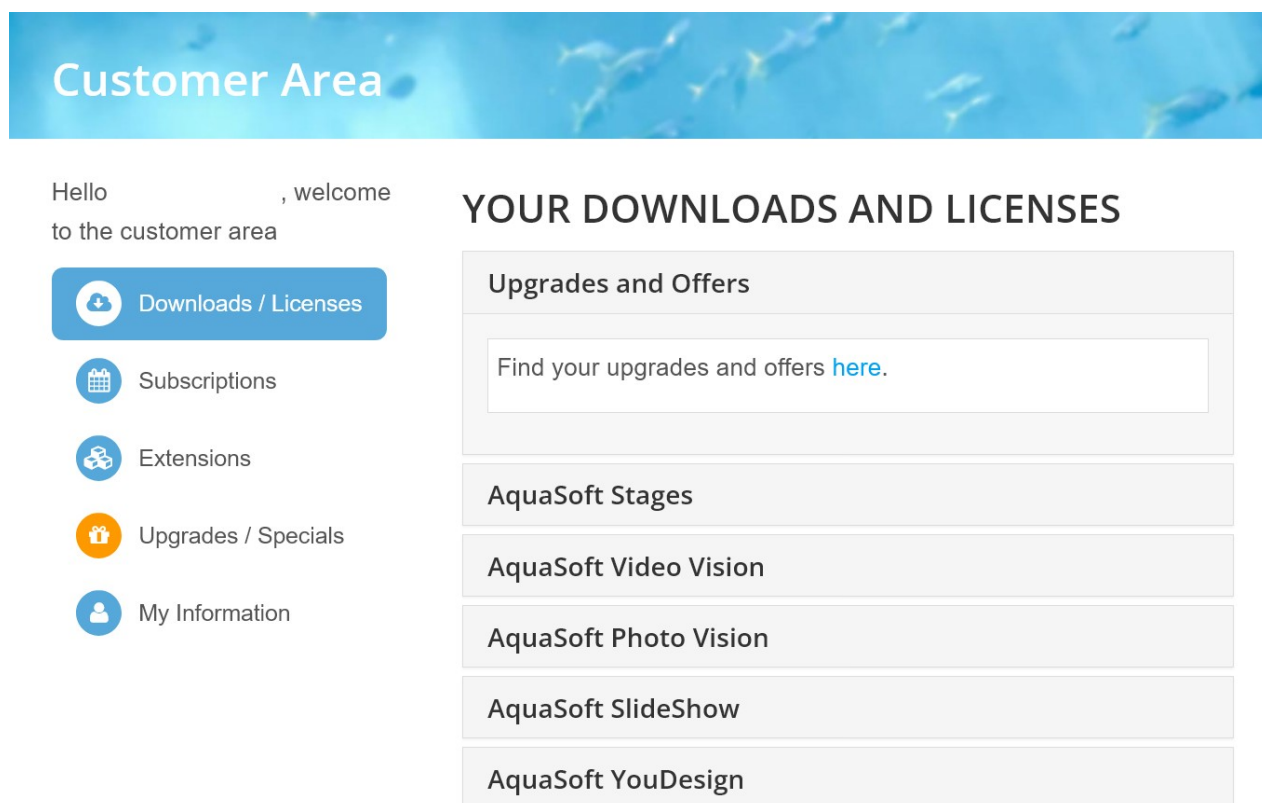 Customer Area
Hello , welcome
to the customer area
Downloads / Licenses
Subscriptions
Extensions
Upgrades / Specials
My Information
YOUR DOWNLOADS AND LICENSES
Upgrades and Offers
Find your upgrades and offers here.
AquaSoft Stages
AquaSoft Video Vision
AquaSoft Photo Vision
AquaSoft SlideShow
AquaSoft YouDesign